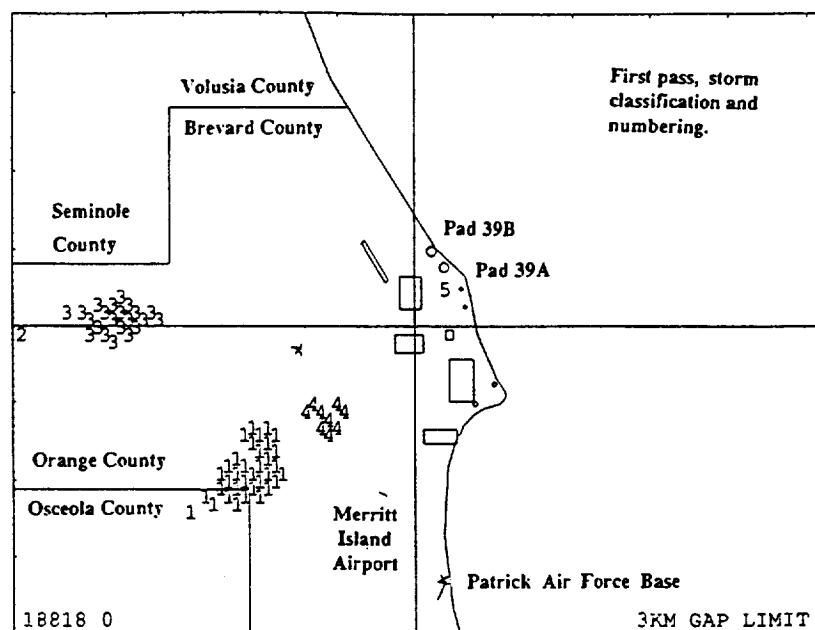 First pass, storm
classification and
numbering.
Volusia County
Brevard County
Seminole
County
Pad 39B
Pad 39A
5
2
Orange County
Osceola County
1
Merritt
Island
Airport
Patrick Air Force Base
18818 0
3KM GAP LIMIT